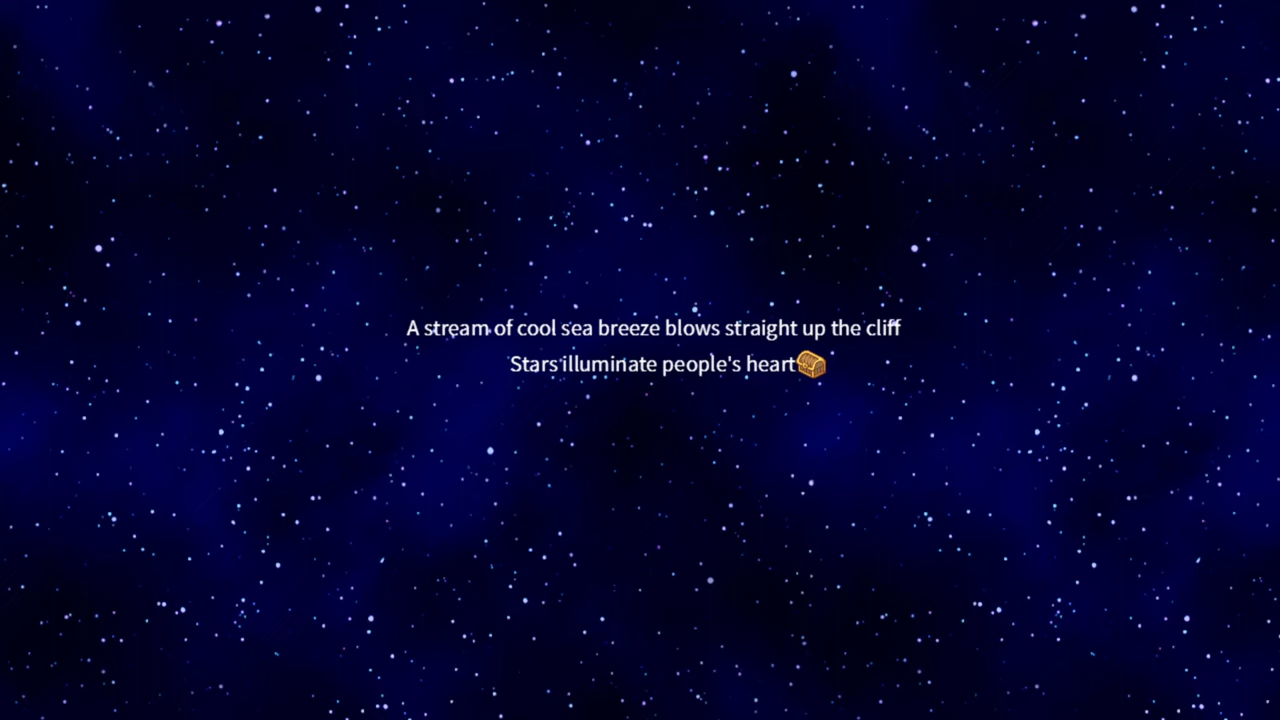 A stream of cool sea breeze blows straight up the cliff
Stars illuminate people's heart